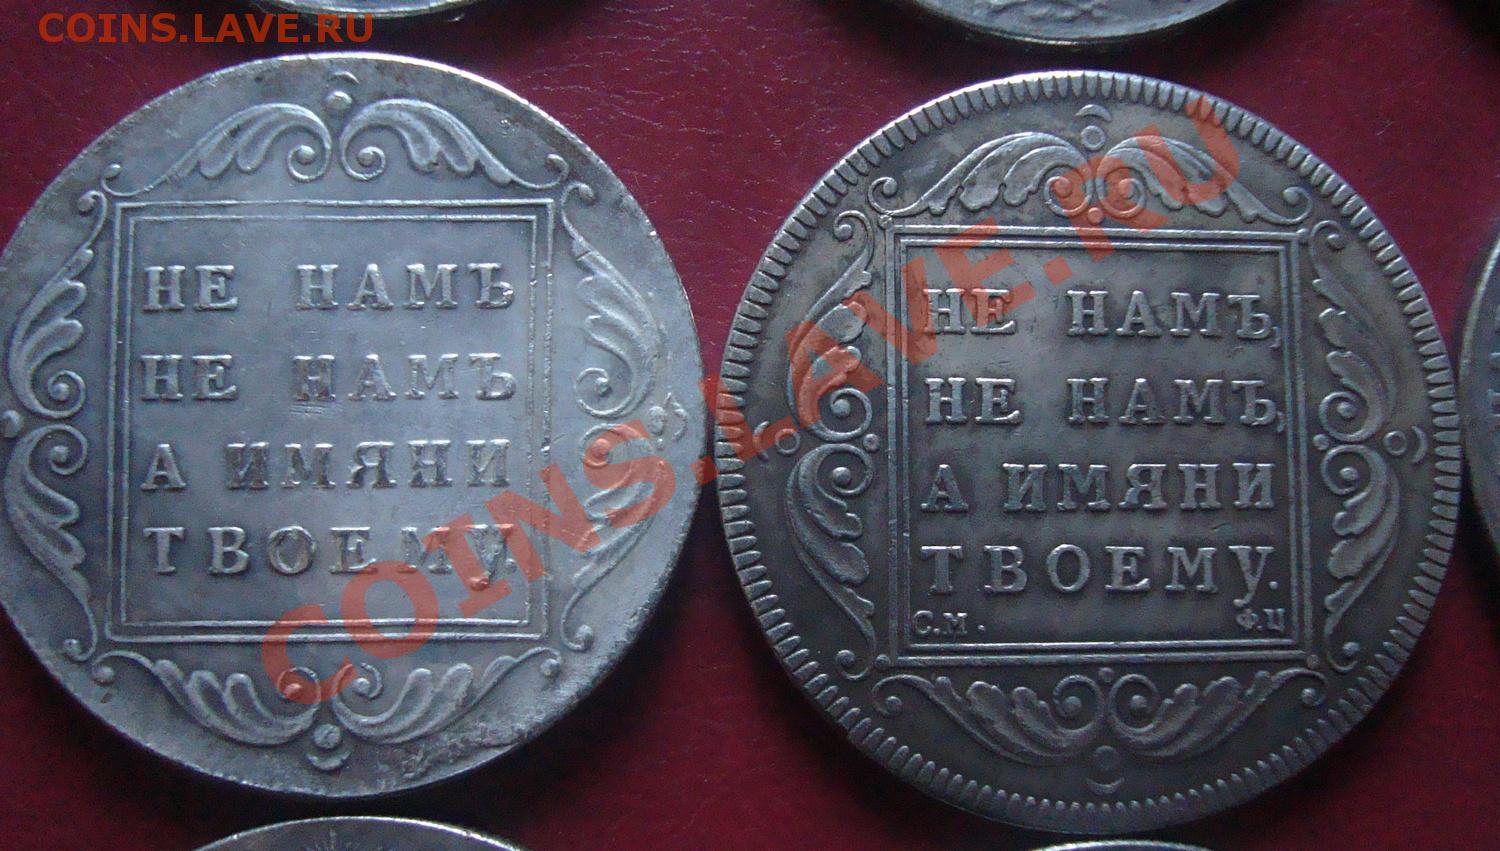 COINS.LAVE.RU
НЕ НАМЪ
НЕ НАМЪ
А ИМЯНИ
ТВОЕМУ.
НЕ НАМЪ,
НЕ НАМЪ,
А ИМЯНИ
ТВОЕМУ.
С.М. Ф.Ц
COINS.LAVE.RU